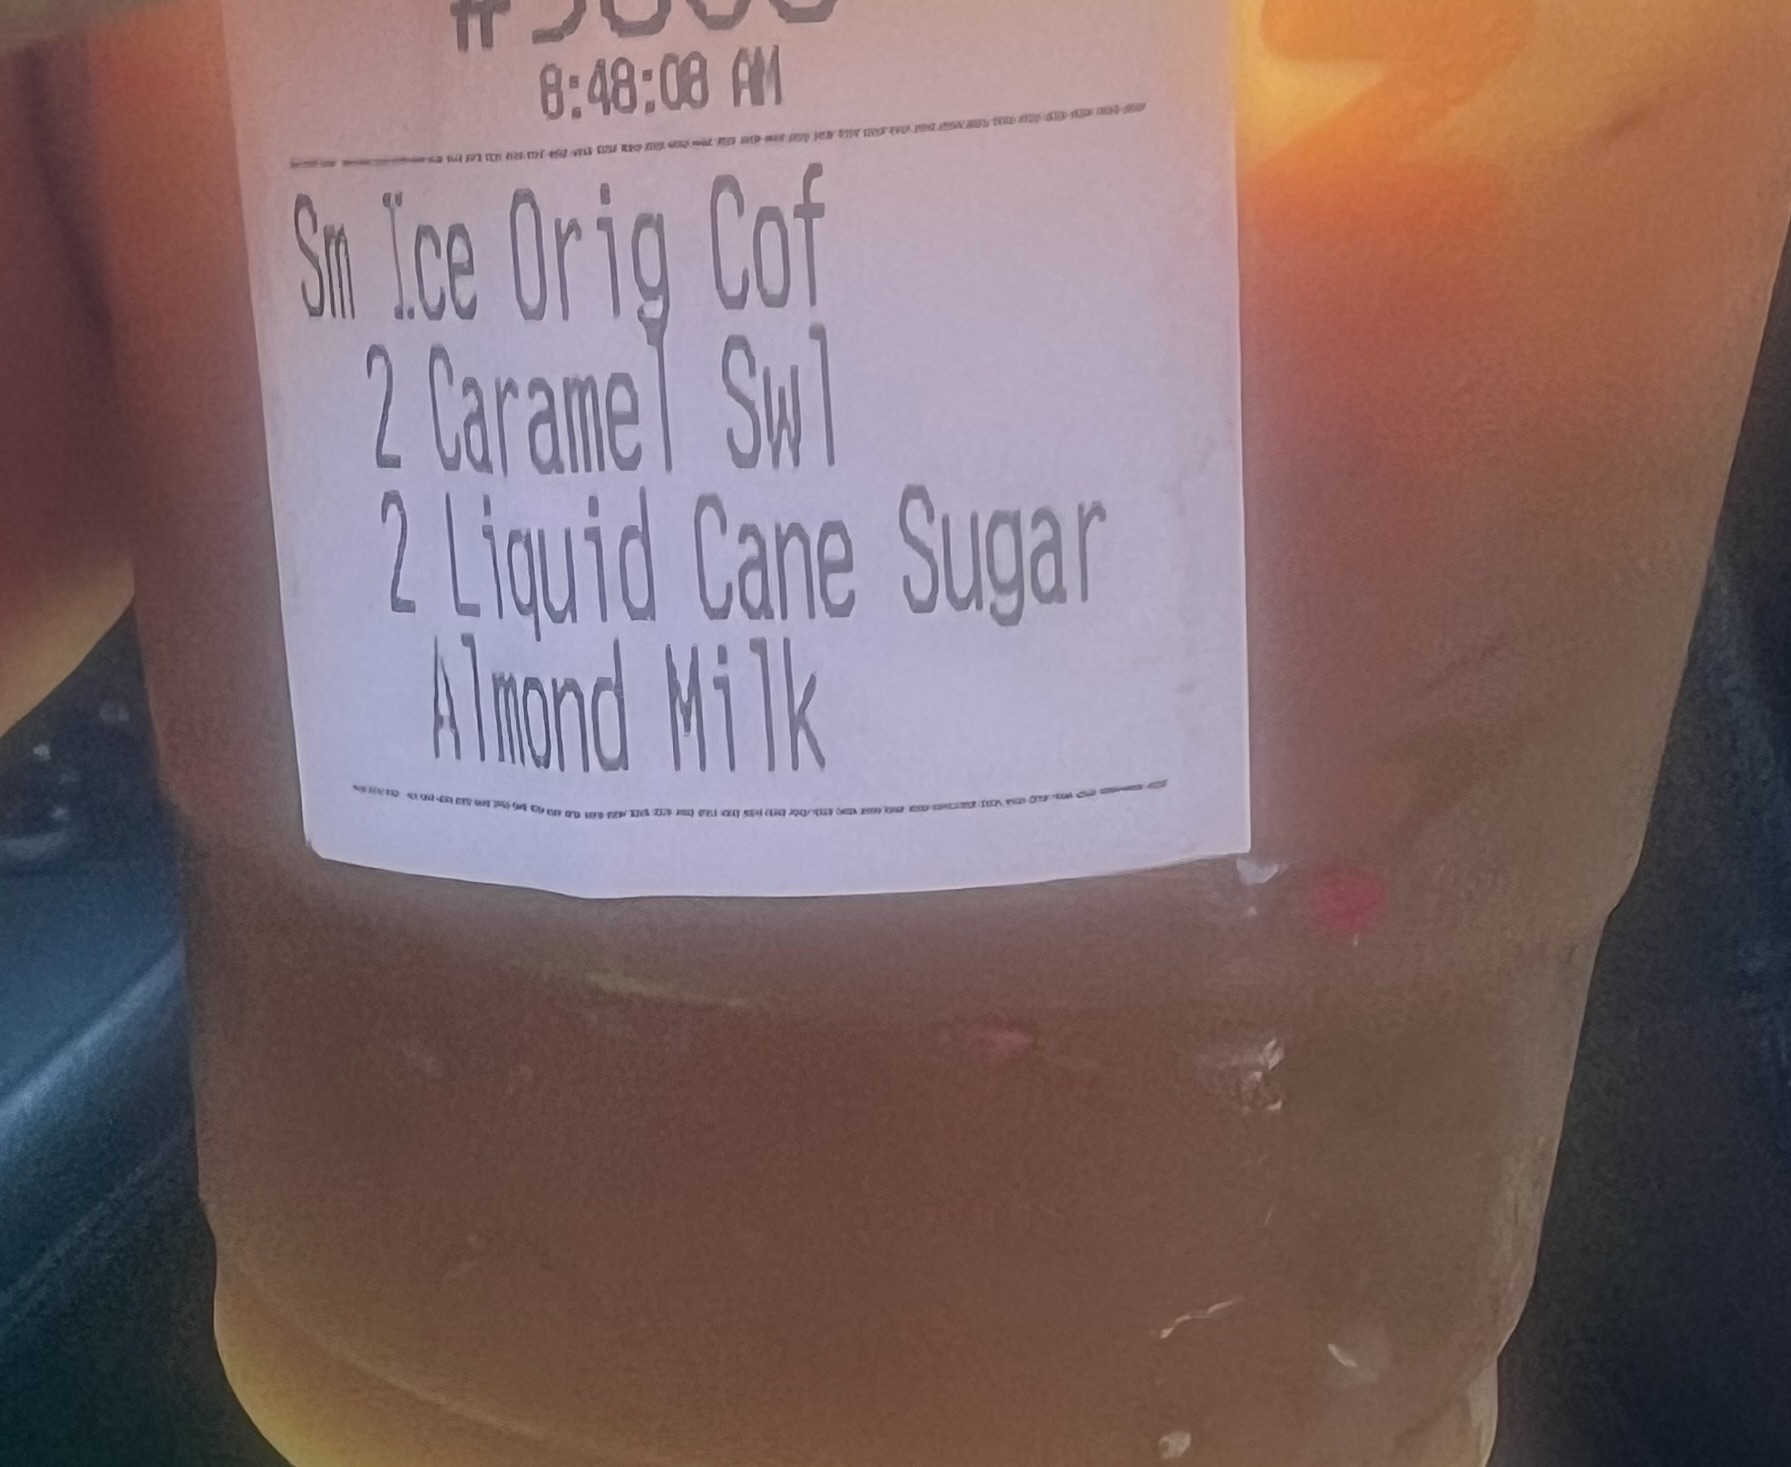 8:48:08 AM
Sm Ice Orig Cof
2 Caramel Swl
2 Liquid Cane Sugar
Almond Milk